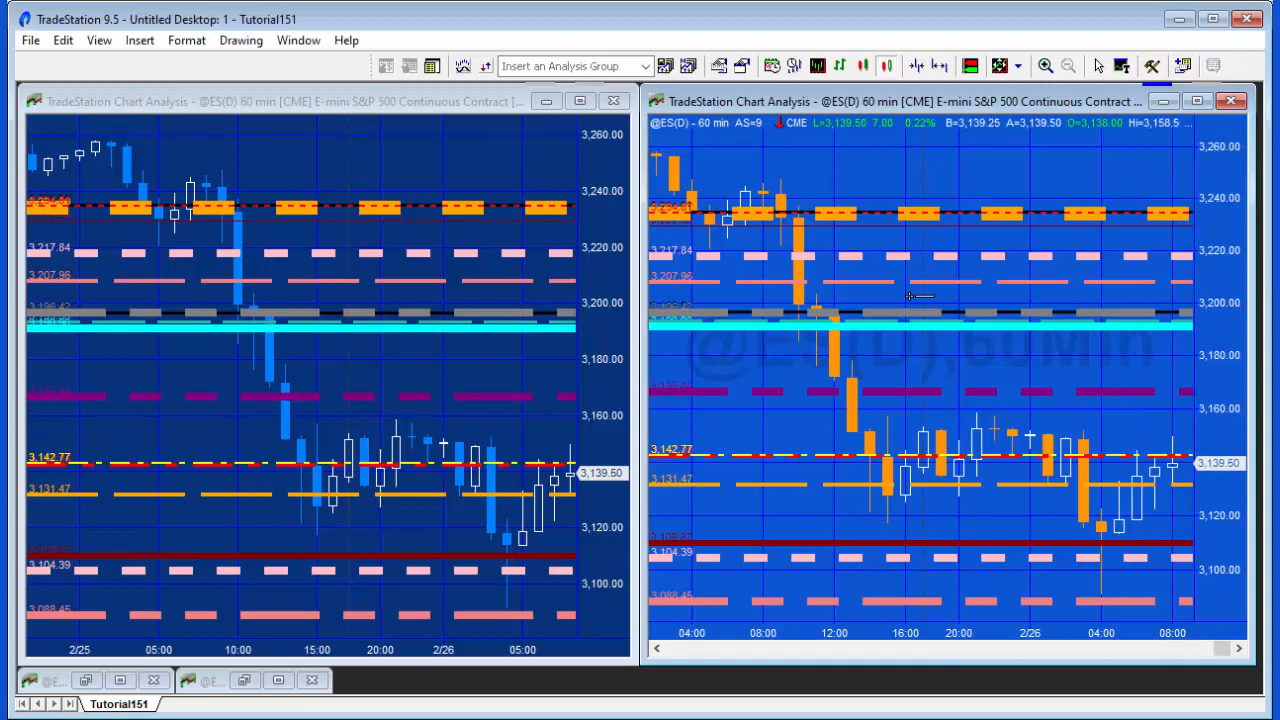 TradeStation 9.5 - Untitled Desktop: 1 - Tutorial151
File Edit View Insert Format Drawing Window Help
Insert an Analysis Group
TradeStation Chart Analysis - @ES(D) 60 min [CME] E-mini S&P 500 Continuous Contract [...
3,260.00
3,240.00
3,220.00
3,217.84
3,207.96
3,200.00
3,180.00
3,160.00
3,142.77
3,139.50
3,131.47
3,120.00
3,104.39
3,100.00
3,088.45
2/25 05:00 10:00 15:00 20:00 2/26 05:00
TradeStation Chart Analysis - @ES(D) 60 min [CME] E-mini S&P 500 Continuous Contract ...
@ES(D) - 60 min AS=9 CME L=3,139.50 7.00 0.22% B=3,139.25 A=3,139.50 O=3,138.00 Hi=3,158.5 ...
3,260.00
3,240.00
3,220.00
3,217.84
3,207.96
3,200.00
@ES(D),60Min
3,180.00
3,160.00
3,142.77
3,139.50
3,131.47
3,120.00
3,104.39
3,100.00
3,088.45
04:00 08:00 12:00 16:00 20:00 2/26 04:00 08:00
@E... @E...
Tutorial151